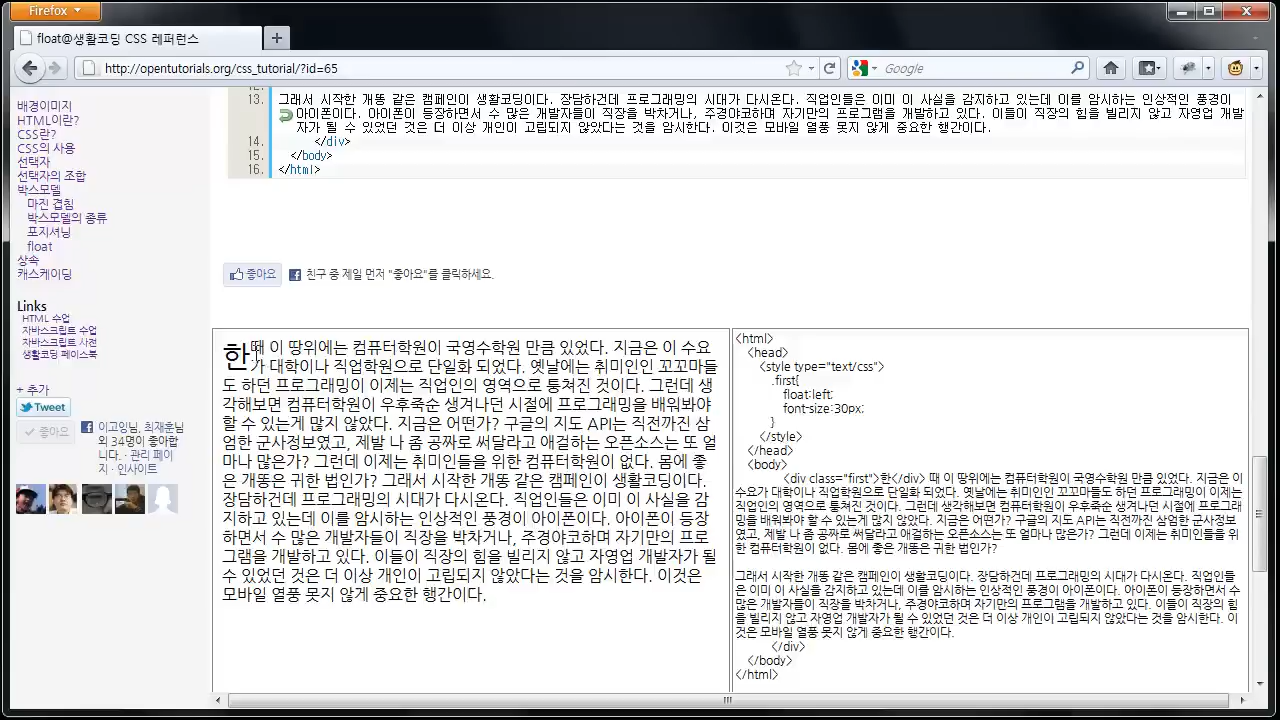 Firefox
float@생활코딩 CSS 레퍼런스
http://opentutorials.org/css_tutorial/?id=65
Google
배경이미지
HTML이란?
CSS란?
CSS의 사용
선택자
선택자의 조합
박스모델
마진 겹침
박스모델의 종류
포지셔닝
float
상속
캐스케이딩
Links
HTML 수업
자바스크립트 수업
자바스크립트 사전
생활코딩 페이스북
+ 추가
Tweet
좋아요
이고잉님, 최재훈님
외 34명이 좋아합
니다. · 관리 페이
지 · 인사이트
13. 그래서 시작한 개똥 같은 캠페인이 생활코딩이다. 장담하건데 프로그래밍의 시대가 다시온다. 직업인들은 이미 이 사실을 감지하고 있는데 이를 암시하는 인상적인 풍경이
아이폰이다. 아이폰이 등장하면서 수 많은 개발자들이 직장을 박차거나, 주경야코하며 자기만의 프로그램을 개발하고 있다. 이들이 직장의 힘을 빌리지 않고 자영업 개발
자가 될 수 있었던 것은 더 이상 개인이 고립되지 않았다는 것을 암시한다. 이것은 모바일 열풍 못지 않게 중요한 행간이다.
14. </div>
15. </body>
16. </html>
좋아요 친구 중 제일 먼저 "좋아요"를 클릭하세요.
한때 이 땅위에는 컴퓨터학원이 국영수학원 만큼 있었다. 지금은 이 수요
가 대학이나 직업학원으로 단일화 되었다. 옛날에는 취미인인 꼬꼬마들
도 하던 프로그래밍이 이제는 직업인의 영역으로 퉁쳐진 것이다. 그런데 생
각해보면 컴퓨터학원이 우후죽순 생겨나던 시절에 프로그래밍을 배워봐야
할 수 있는게 많지 않았다. 지금은 어떤가? 구글의 지도 API는 직전까진 삼
엄한 군사정보였고, 제발 나 좀 공짜로 써달라고 애걸하는 오픈소스는 또 얼
마나 많은가? 그런데 이제는 취미인들을 위한 컴퓨터학원이 없다. 몸에 좋
은 개똥은 귀한 법인가? 그래서 시작한 개똥 같은 캠페인이 생활코딩이다.
장담하건데 프로그래밍의 시대가 다시온다. 직업인들은 이미 이 사실을 감
지하고 있는데 이를 암시하는 인상적인 풍경이 아이폰이다. 아이폰이 등장
하면서 수 많은 개발자들이 직장을 박차거나, 주경야코하며 자기만의 프로
그램을 개발하고 있다. 이들이 직장의 힘을 빌리지 않고 자영업 개발자가 될
수 있었던 것은 더 이상 개인이 고립되지 않았다는 것을 암시한다. 이것은
모바일 열풍 못지 않게 중요한 행간이다.
<html>
<head>
<style type="text/css">
.first{
float:left;
font-size:30px;
}
</style>
</head>
<body>
<div class="first">한</div> 때 이 땅위에는 컴퓨터학원이 국영수학원 만큼 있었다. 지금은 이
수요가 대학이나 직업학원으로 단일화 되었다. 옛날에는 취미인인 꼬꼬마들도 하던 프로그래밍이 이제는
직업인의 영역으로 퉁쳐진 것이다. 그런데 생각해보면 컴퓨터학원이 우후죽순 생겨나던 시절에 프로그래
밍을 배워봐야 할 수 있는게 많지 않았다. 지금은 어떤가? 구글의 지도 API는 직전까진 삼엄한 군사정보
였고, 제발 나 좀 공짜로 써달라고 애걸하는 오픈소스는 또 얼마나 많은가? 그런데 이제는 취미인들을 위
한 컴퓨터학원이 없다. 몸에 좋은 개똥은 귀한 법인가?
그래서 시작한 개똥 같은 캠페인이 생활코딩이다. 장담하건데 프로그래밍의 시대가 다시온다. 직업인들
은 이미 이 사실을 감지하고 있는데 이를 암시하는 인상적인 풍경이 아이폰이다. 아이폰이 등장하면서 수
많은 개발자들이 직장을 박차거나, 주경야코하며 자기만의 프로그램을 개발하고 있다. 이들이 직장의 힘
을 빌리지 않고 자영업 개발자가 될 수 있었던 것은 더 이상 개인이 고립되지 않았다는 것을 암시한다. 이
것은 모바일 열풍 못지 않게 중요한 행간이다.
</div>
</body>
</html>